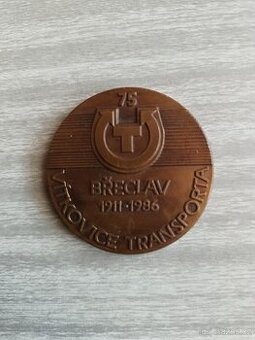 75
T
BŘECLAV
1911 · 1986
VÍTKOVICE TRANSPORTA